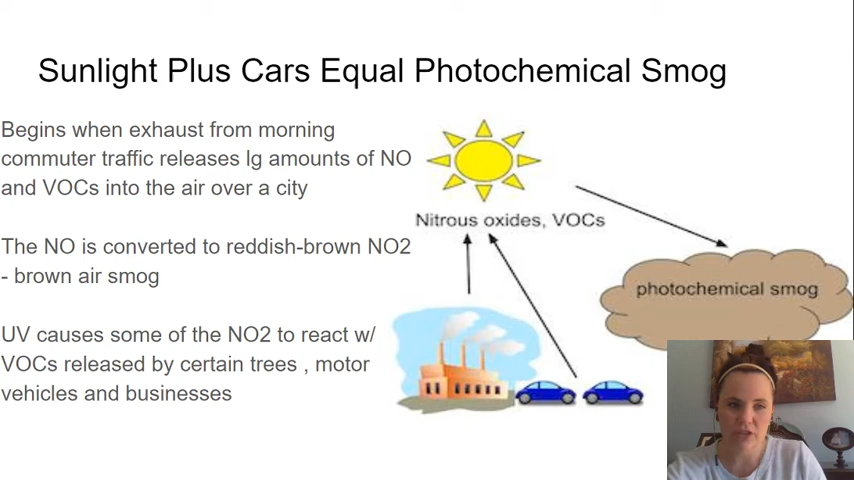 Sunlight Plus Cars Equal Photochemical Smog
Begins when exhaust from morning
commuter traffic releases lg amounts of NO
and VOCs into the air over a city
The NO is converted to reddish-brown NO2
- brown air smog
UV causes some of the NO2 to react w/
VOCs released by certain trees , motor
vehicles and businesses
Nitrous oxides, VOCs
photochemical smog